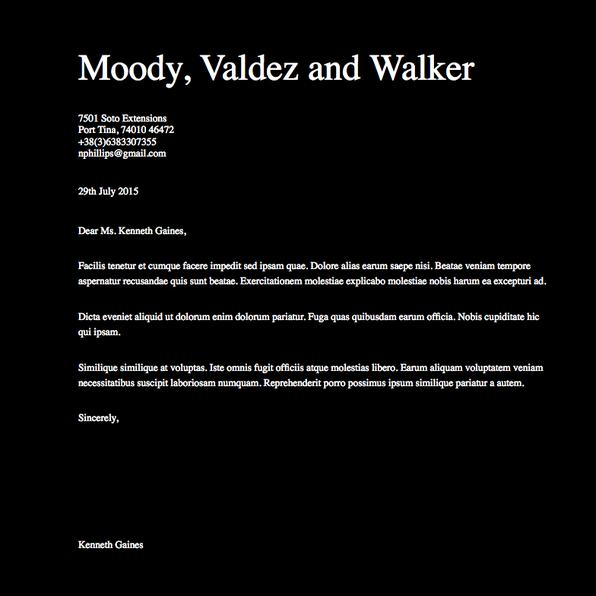 Moody, Valdez and Walker
7501 Soto Extensions
Port Tina, 74010 46472
+38(3)6383307355
nphillips@gmail.com
29th July 2015
Dear Ms. Kenneth Gaines,
Facilis tenetur et cumque facere impedit sed ipsam quae. Dolore alias earum saepe nisi. Beatae veniam tempore
aspernatur recusandae quis sunt beatae. Exercitationem molestiae explicabo molestiae nobis harum ea excepturi ad.
Dicta eveniet aliquid ut dolorum enim dolorum pariatur. Fuga quas quibusdam earum officia. Nobis cupiditate hic
qui ipsam.
Similique similique at voluptas. Iste omnis fugit officiis atque molestias libero. Earum aliquam voluptatem veniam
necessitatibus suscipit laboriosam numquam. Reprehenderit porro possimus ipsum similique pariatur a autem.
Sincerely,
Kenneth Gaines